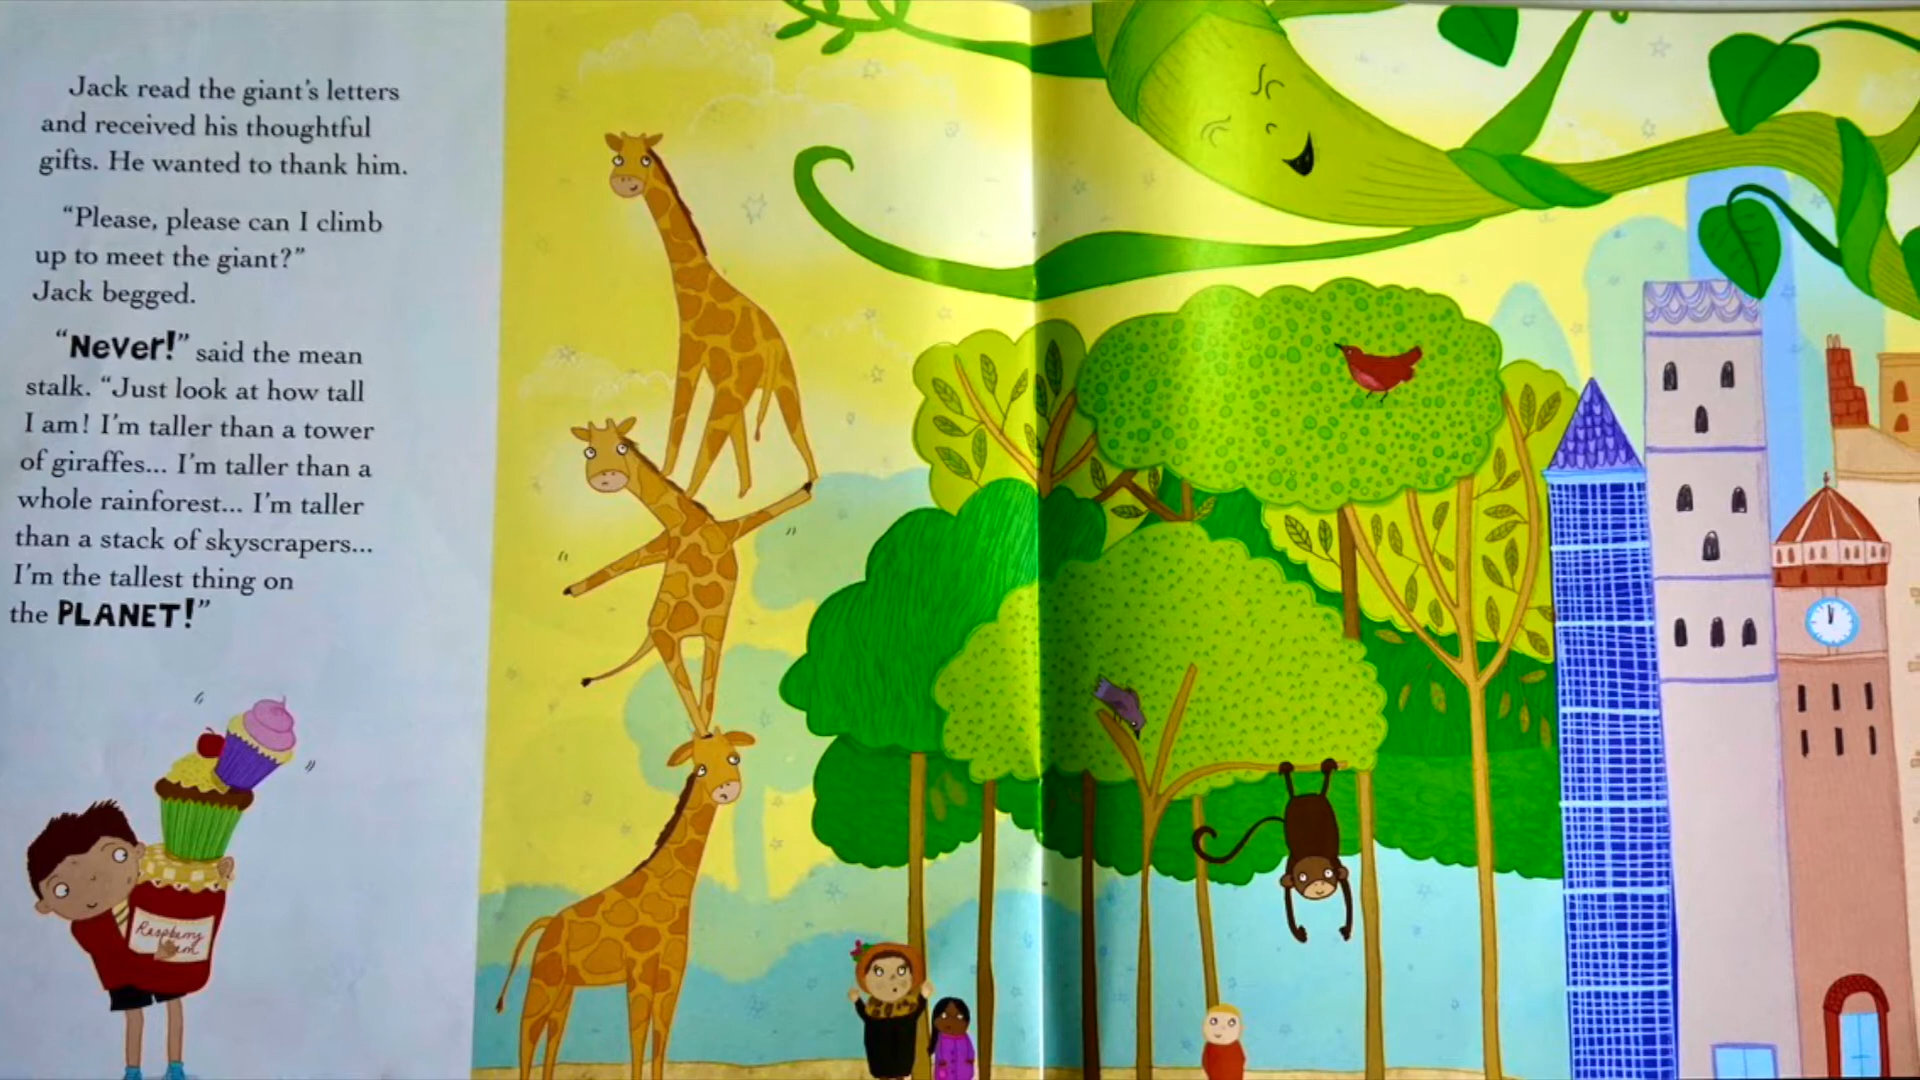 Jack read the giant's letters
and received his thoughtful
gifts. He wanted to thank him.
“Please, please can I climb
up to meet the giant?”
Jack begged.
“Never!” said the mean
stalk. “Just look at how tall
I am! I'm taller than a tower
of giraffes... I'm taller than a
whole rainforest... I'm taller
than a stack of skyscrapers...
I'm the tallest thing on
the PLANET!”
Raspberry
Jam